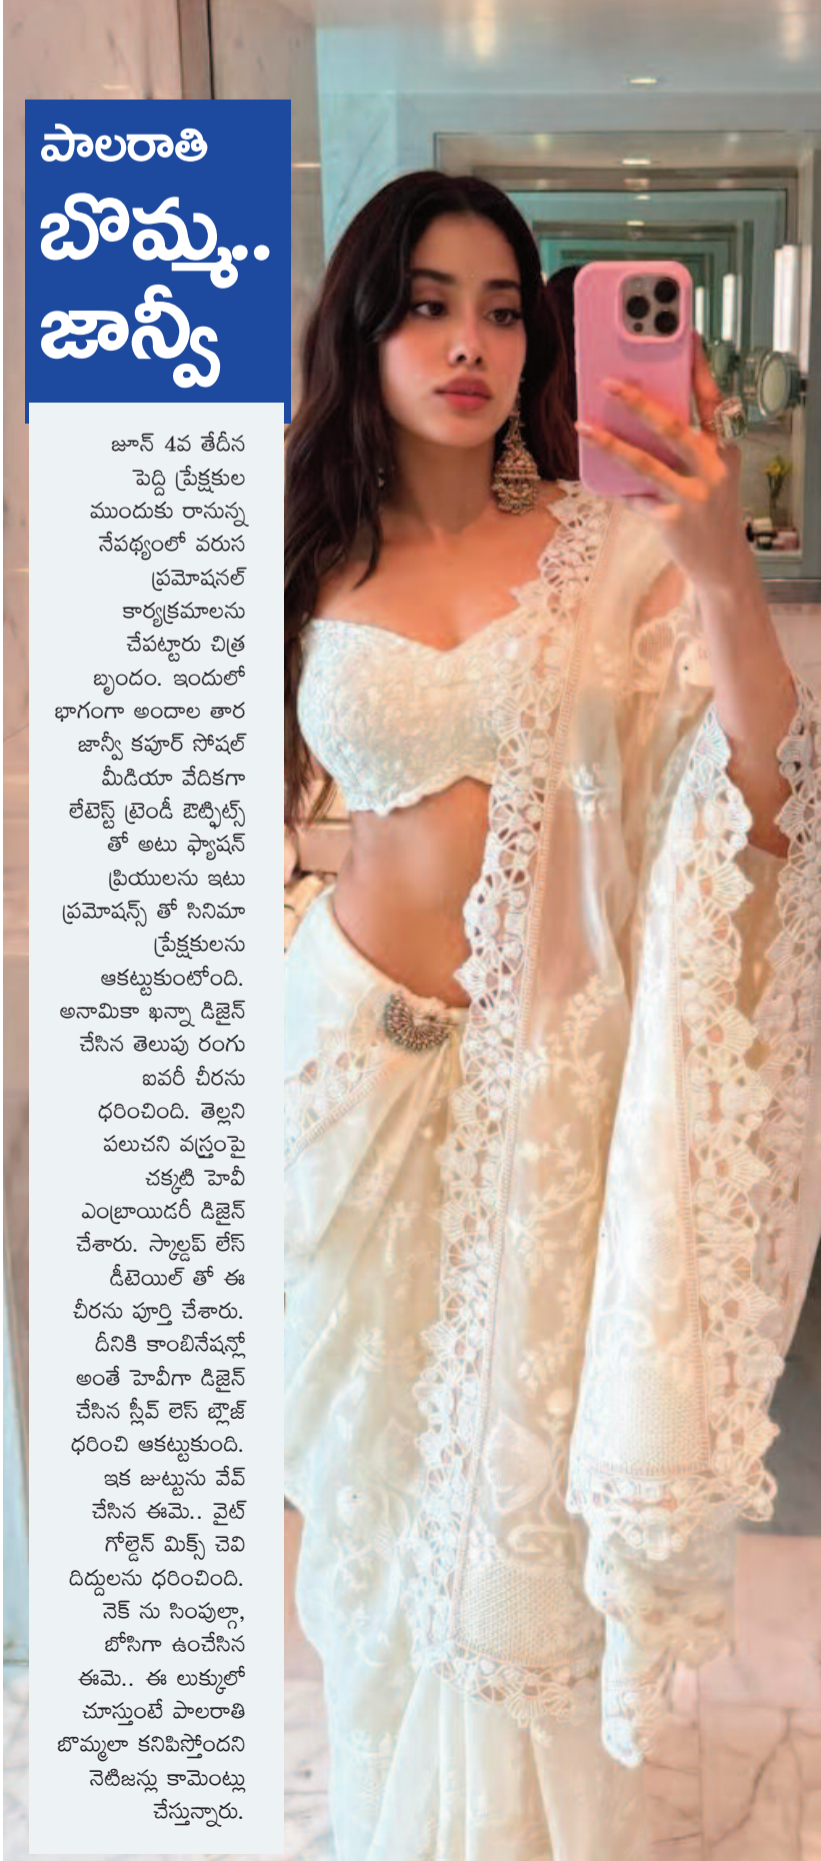 పాలరాతి
బొమ్మ..
జాన్వీ
జూన్ 4వ తేదీన
పెద్ది ప్రేక్షకుల
ముందుకు రానున్న
నేపథ్యంలో వరుస
ప్రమోషనల్
కార్యక్రమాలను
చేపట్టారు చిత్ర
బృందం. ఇందులో
భాగంగా అందాల తార
జాన్వీ కపూర్ సోషల్
మీడియా వేదికగా
లేటెస్ట్ ట్రెండీ ఔట్ఫిట్స్
తో అటు ఫ్యాషన్
ప్రియులను ఇటు
ప్రమోషన్స్ తో సినిమా
ప్రేక్షకులను
ఆకట్టుకుంటోంది.
అనామికా ఖన్నా డిజైన్
చేసిన తెలుపు రంగు
ఐవరీ చీరను
ధరించింది. తెల్లని
పలుచని వస్త్రంపై
చక్కటి హెవీ
ఎంబ్రాయిడరీ డిజైన్
చేశారు. స్కాల్డప్ లేస్
డీటెయిల్ తో ఈ
చీరను పూర్తి చేశారు.
దీనికి కాంబినేషన్లో
అంతే హెవీగా డిజైన్
చేసిన స్లీవ్ లెస్ బ్లౌజ్
ధరించి ఆకట్టుకుంది.
ఇక జుట్టును వేవ్
చేసిన ఈమె.. వైట్
గోల్డెన్ మిక్స్ చెవి
దిద్దులను ధరించింది.
నెక్ ను సింపుల్గా,
బోసిగా ఉంచేసిన
ఈమె.. ఈ లుక్కులో
చూస్తుంటే పాలరాతి
బొమ్మలా కనిపిస్తోందని
నెటిజన్లు కామెంట్లు
చేస్తున్నారు.